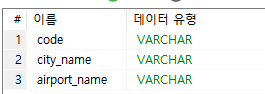 # 이름 데이터 유형
1 code VARCHAR
2 city_name VARCHAR
3 airport_name VARCHAR